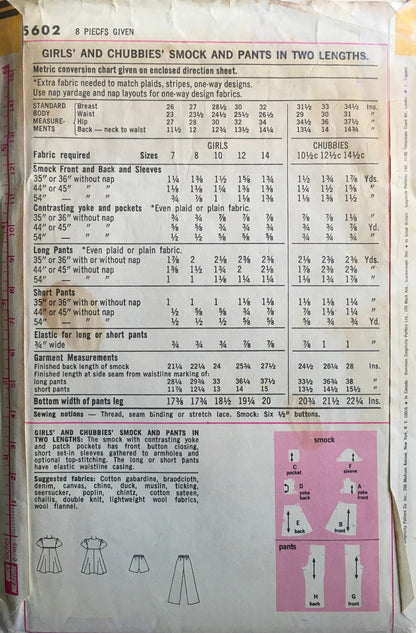 5602 8 PIECES GIVEN
GIRLS' AND CHUBBIES' SMOCK AND PANTS IN TWO LENGTHS.
Metric conversion chart given on enclosed direction sheet.
*Extra fabric needed to match plaids, stripes, one-way designs.
Use nap yardage and nap layouts for one-way design fabrics.
STANDARD Breast 26 27 28½ 30 32 31½ 33 34½ Ins.
BODY Waist 23 23½ 24½ 25½ 26½ 29 30 31 "
MEASURE- Hip 27 28 30 32 34 34½ 36 37½ "
MENTS Back — neck to waist 11½ 12 12¾ 13½ 14¼ 13¼ 14 14¾ "
GIRLS CHUBBIES
Fabric required Sizes 7 8 10 12 14 10½c 12½c 14½c
Smock Front and Back and Sleeves
35" or 36" without nap 1¼ 1⅜ 1½ 1⅝ 1¾ 1½ 1¾ 1⅞ Yds.
44" or 45" " " 1⅛ 1⅛ 1¼ 1⅜ 1½ 1¼ 1½ 1⅝ "
54" — " " ¾ ⅞ 1 1⅛ 1⅛ 1⅛ 1¼ 1¼ "
Contrasting yoke and pockets *Even plaid or plain fabric.
35" or 36" without nap ¾ ¾ ⅞ ⅞ ⅞ ⅞ ⅞ 1⅛ "
44" or 45" " " ⅝ ⅝ ¾ ¾ ¾ ¾ ¾ ¾ Yd.
54" — " " ½ ½ ⅝ ⅝ ⅝ ¾ ¾ ¾ "
Long Pants *Even plaid or plain fabric.
35" or 36" with or without nap 1⅞ 2 2⅛ 2⅜ 2⅜ 2⅛ 2⅜ 2⅜ Yds.
44" or 45" " " " 1⅜ 1½ 1¾ 2 2⅛ 1⅞ 2⅛ 2⅜ "
54" — " " " 1 1 1⅛ 1¼ 1¼ 1⅛ 1¾ 1⅞ "
Short Pants
35" or 36" with or without nap 1 1 1 1⅛ 1⅛ 1⅛ 1⅛ 1¼ "
44" or 45" " " " ½ ⅝ ⅝ ¾ ¾ ⅞ 1⅛ 1¼ "
54" — " " " ½ ½ ½ ⅝ ⅝ ⅝ ¾ ¾ Yd.
Elastic for long or short pants
¾" wide ¾ ¾ ⅞ ⅞ ⅞ ⅞ 1 1 "
Garment Measurements
Finished back length of smock 21¼ 22¼ 24 25¾ 27½ 24½ 26¼ 28 "
Finished length at side seam from waistline marking of:
long pants 28¼ 29¾ 33 36¼ 37½ 33½ 36¾ 38 "
short pants 11⅞ 12¼ 13 13¾ 14½ 13½ 14½ 15½ "
Bottom width of pants leg 17⅜ 17¾ 18½ 19¼ 20 20¾ 21½ 22¼ Ins.
Sewing notions — Thread, seam binding or stretch lace. Smock: Six ½" buttons.
GIRLS' AND CHUBBIES' SMOCK AND PANTS
IN TWO LENGTHS: The smock with contrasting yoke
and patch pockets has front button closing,
short set-in sleeves gathered to armholes and
optional top-stitching. The long or short pants
have elastic waistline casing.
Suggested fabrics: Cotton gabardine, broadcloth,
denim, canvas, chino, duck, muslin, ticking,
seersucker, poplin, chintz, cotton sateen,
challis, double knit, lightweight wool fabrics,
wool flannel.
smock
C
pocket
sleeve
D
yoke
back
A
yoke
front
E
back
B
front
pants
H
back
G
front